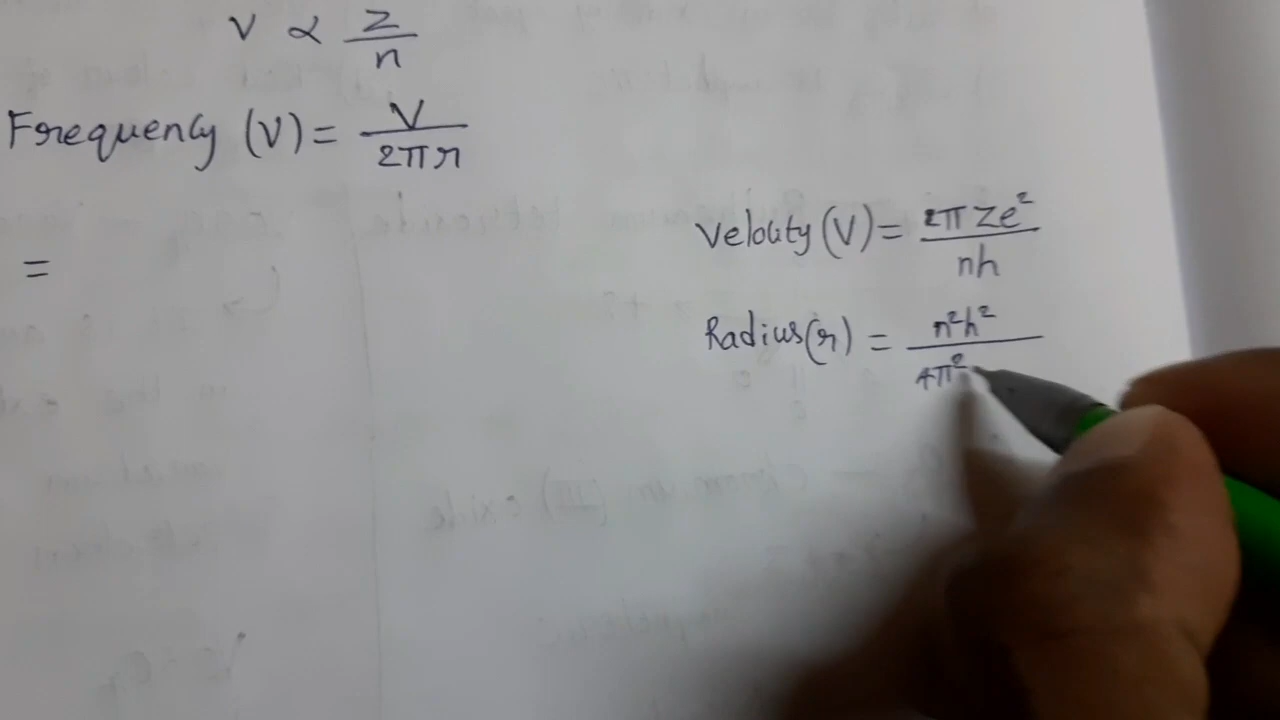 V ∝ Z/n
Frequency (V) = V/2πr
=
Velocity (V) = 2πZe²/nh
Radius (r) = n²h²/4π²